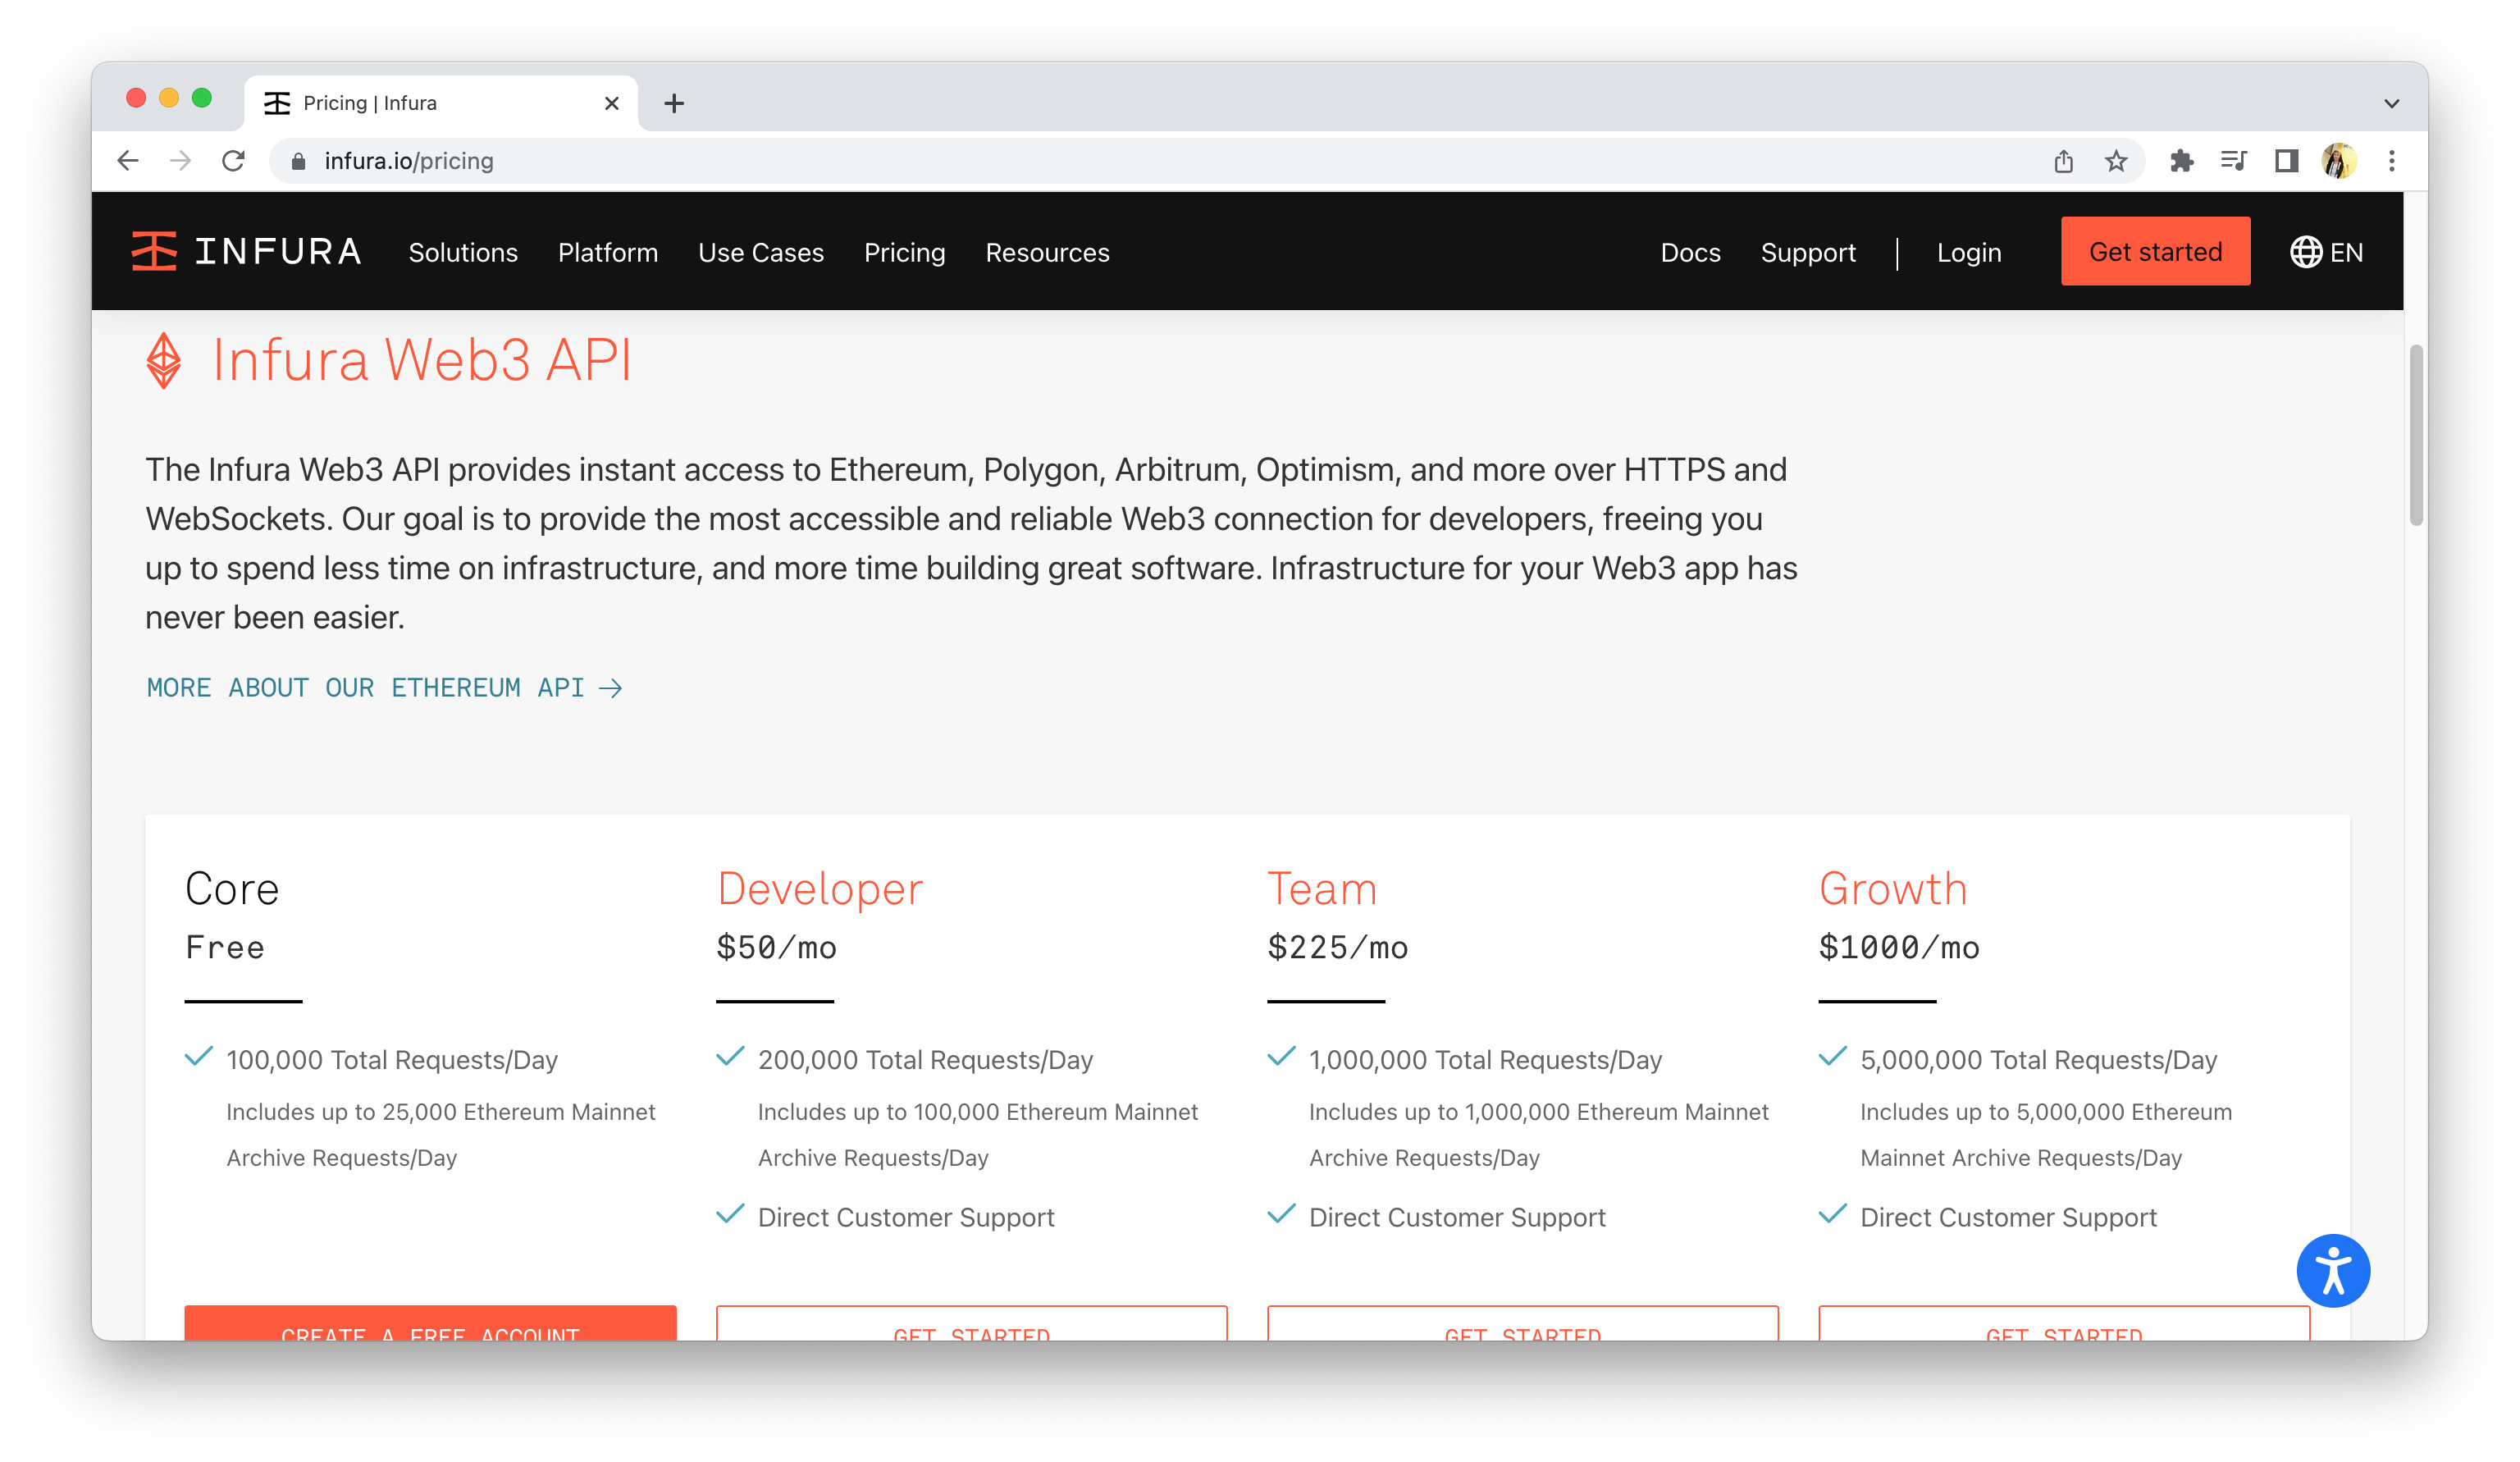 Pricing | Infura
infura.io/pricing
INFURA Solutions Platform Use Cases Pricing Resources Docs Support Login Get started EN
Infura Web3 API
The Infura Web3 API provides instant access to Ethereum, Polygon, Arbitrum, Optimism, and more over HTTPS and
WebSockets. Our goal is to provide the most accessible and reliable Web3 connection for developers, freeing you
up to spend less time on infrastructure, and more time building great software. Infrastructure for your Web3 app has
never been easier.
MORE ABOUT OUR ETHEREUM API →
Core
Free
100,000 Total Requests/Day
Includes up to 25,000 Ethereum Mainnet
Archive Requests/Day
CREATE A FREE ACCOUNT
Developer
$50/mo
200,000 Total Requests/Day
Includes up to 100,000 Ethereum Mainnet
Archive Requests/Day
Direct Customer Support
GET STARTED
Team
$225/mo
1,000,000 Total Requests/Day
Includes up to 1,000,000 Ethereum Mainnet
Archive Requests/Day
Direct Customer Support
GET STARTED
Growth
$1000/mo
5,000,000 Total Requests/Day
Includes up to 5,000,000 Ethereum
Mainnet Archive Requests/Day
Direct Customer Support
GET STARTED